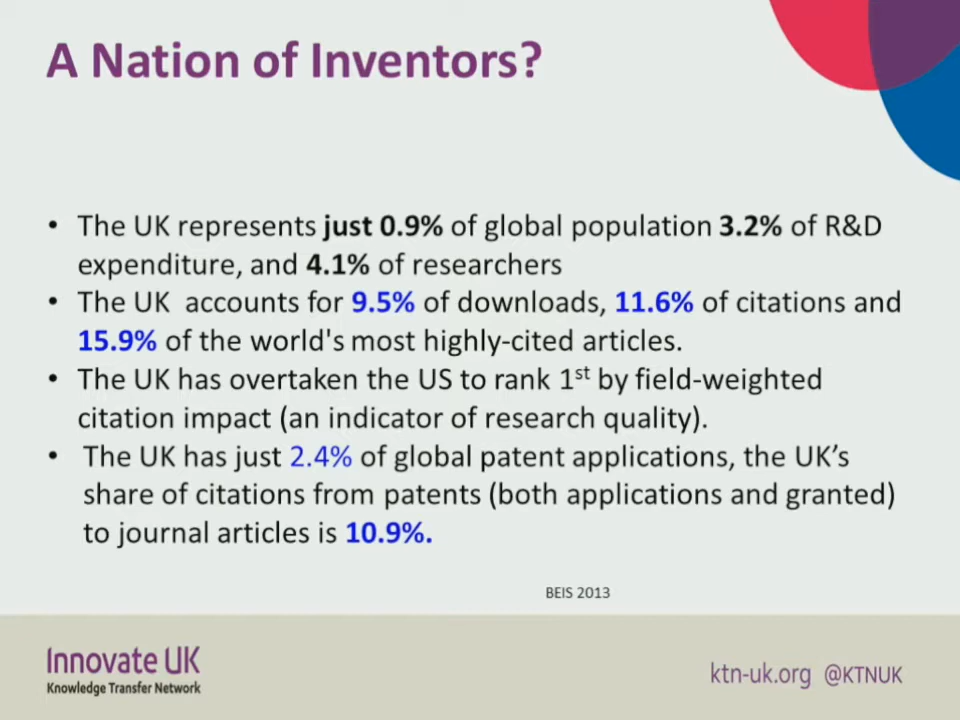 A Nation of Inventors?
• The UK represents just 0.9% of global population 3.2% of R&D
expenditure, and 4.1% of researchers
• The UK  accounts for 9.5% of downloads, 11.6% of citations and
15.9% of the world's most highly-cited articles.
• The UK has overtaken the US to rank 1st by field-weighted
citation impact (an indicator of research quality).
• The UK has just 2.4% of global patent applications, the UK’s
share of citations from patents (both applications and granted)
to journal articles is 10.9%.
BEIS 2013
Innovate UK
Knowledge Transfer Network
ktn-uk.org @KTNUK